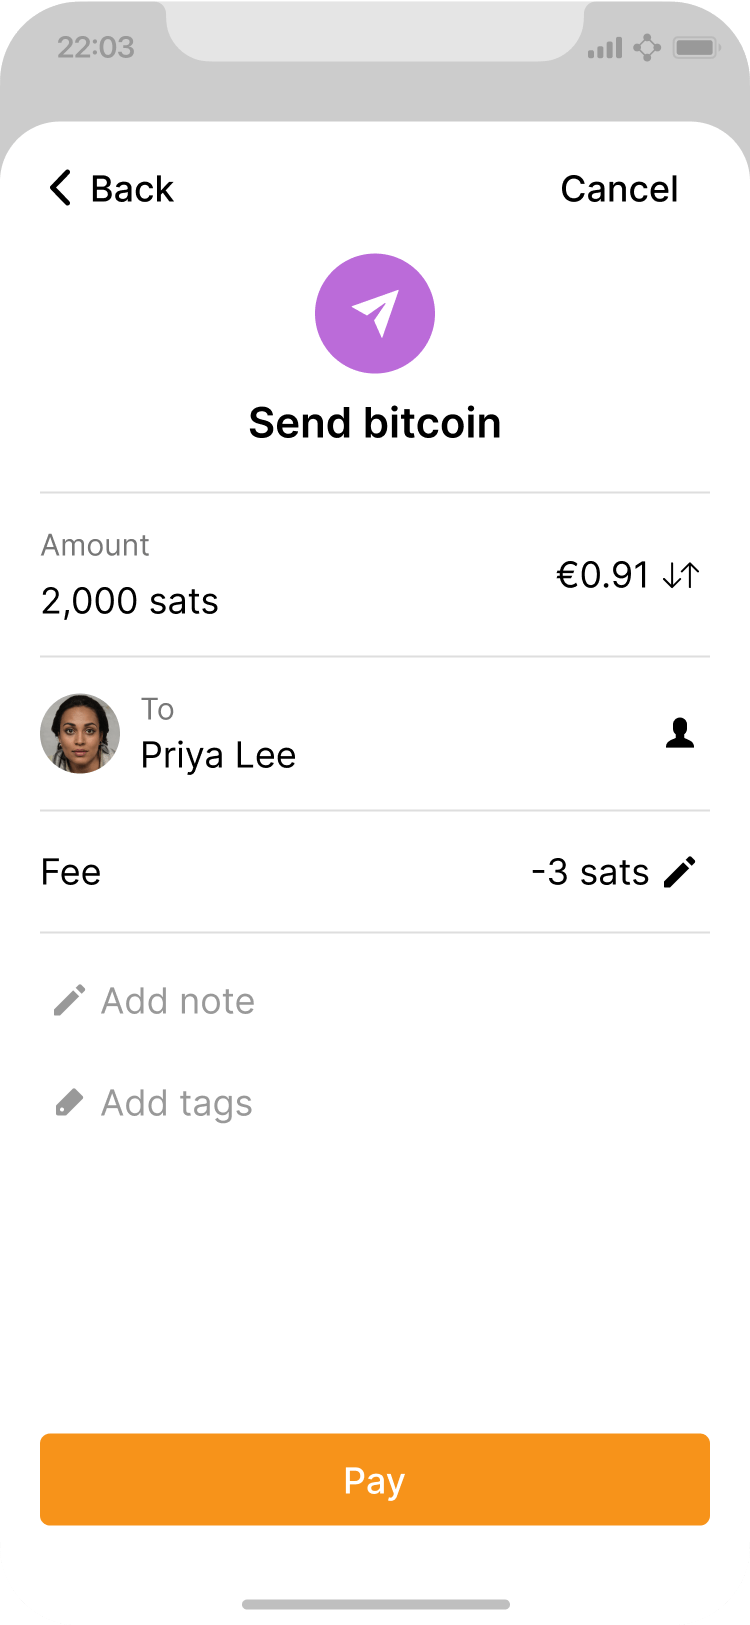 22:03
Back
Cancel
Send bitcoin
Amount
2,000 sats
€0.91
To
Priya Lee
Fee
-3 sats
Add note
Add tags
Pay